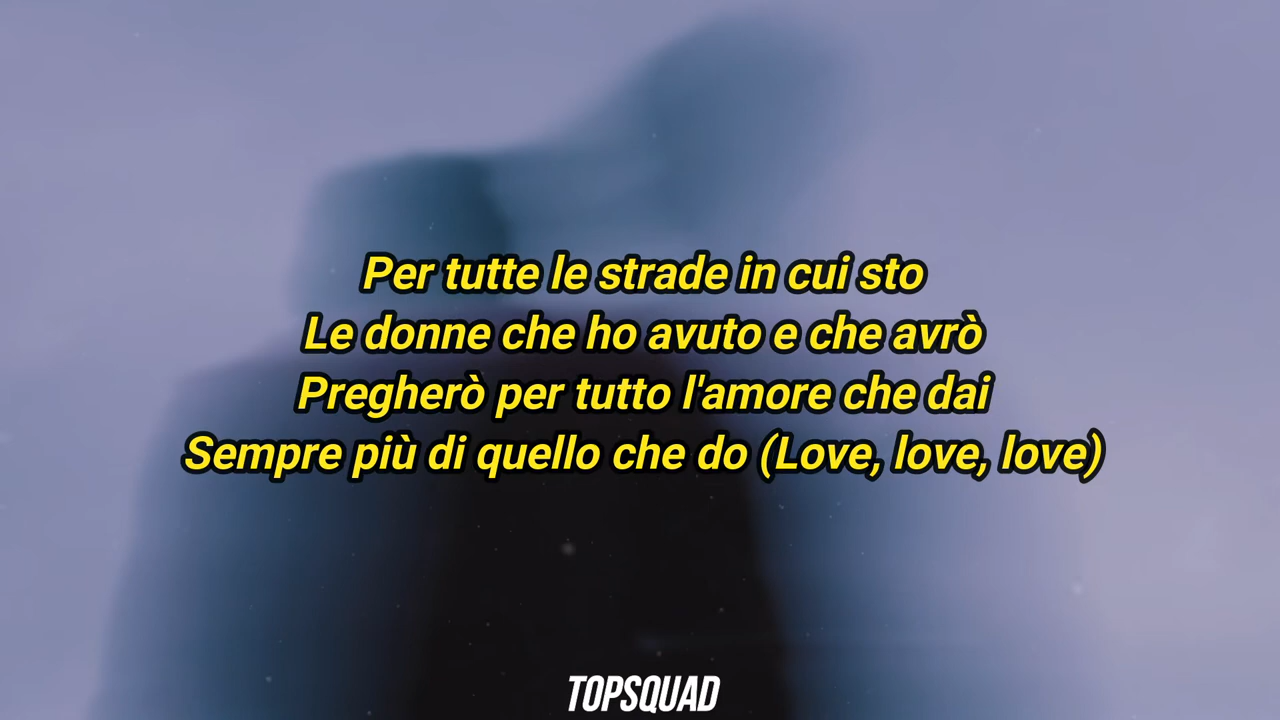 Per tutte le strade in cui sto
Le donne che ho avuto e che avrò
Pregherò per tutto l'amore che dai
Sempre più di quello che do (Love, love, love)
TOPSQUAD